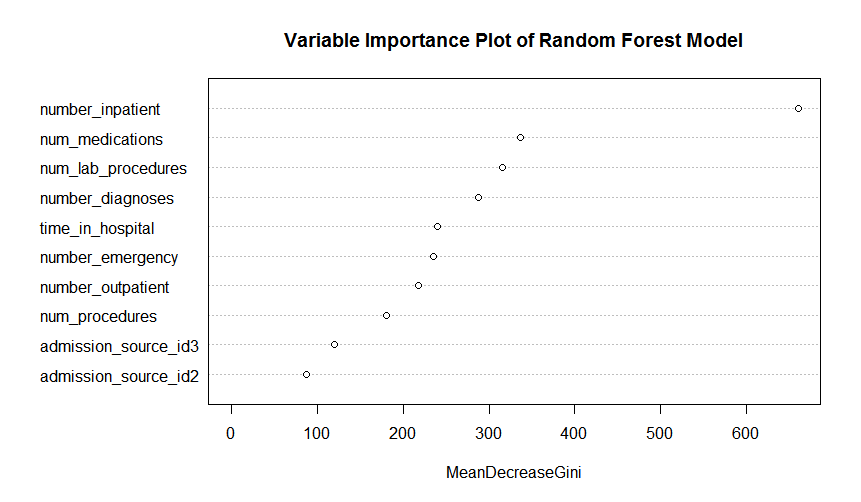 Variable Importance Plot of Random Forest Model
number_inpatient
num_medications
num_lab_procedures
number_diagnoses
time_in_hospital
number_emergency
number_outpatient
num_procedures
admission_source_id3
admission_source_id2
0 100 200 300 400 500 600
MeanDecreaseGini